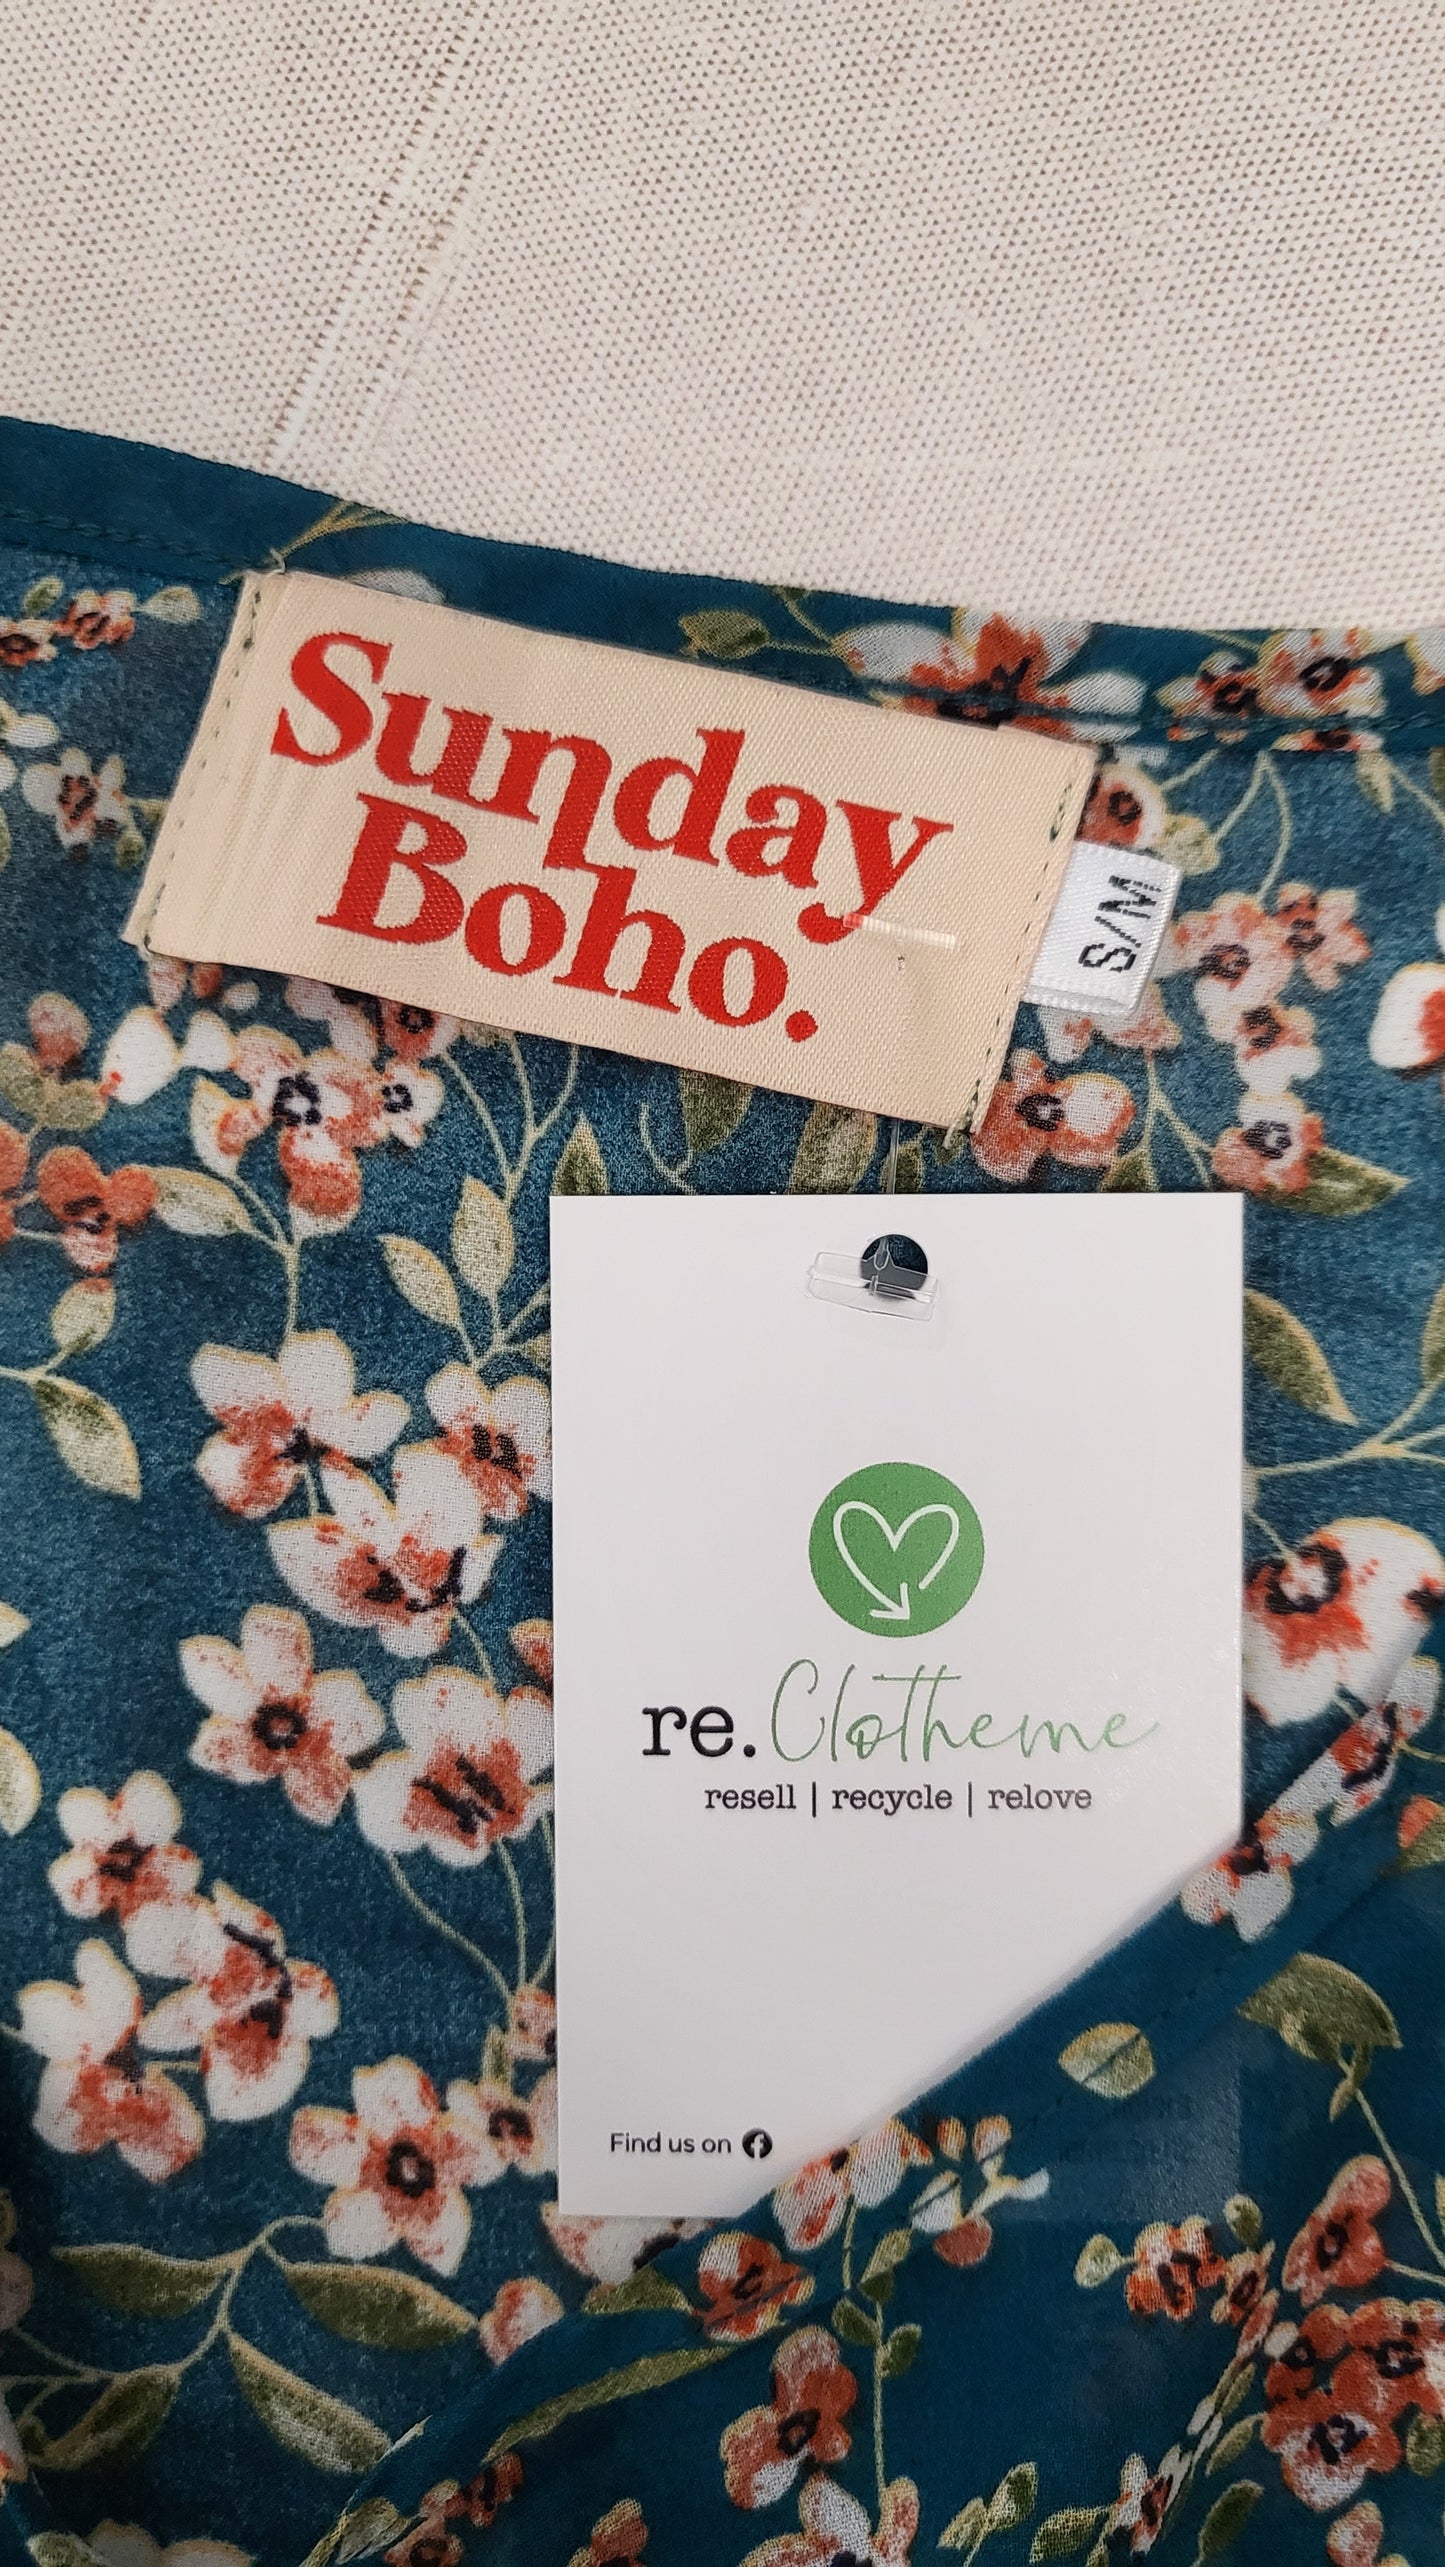 Sunday
Boho.
S/M
re.Clotheme
resell | recycle | relove
Find us on